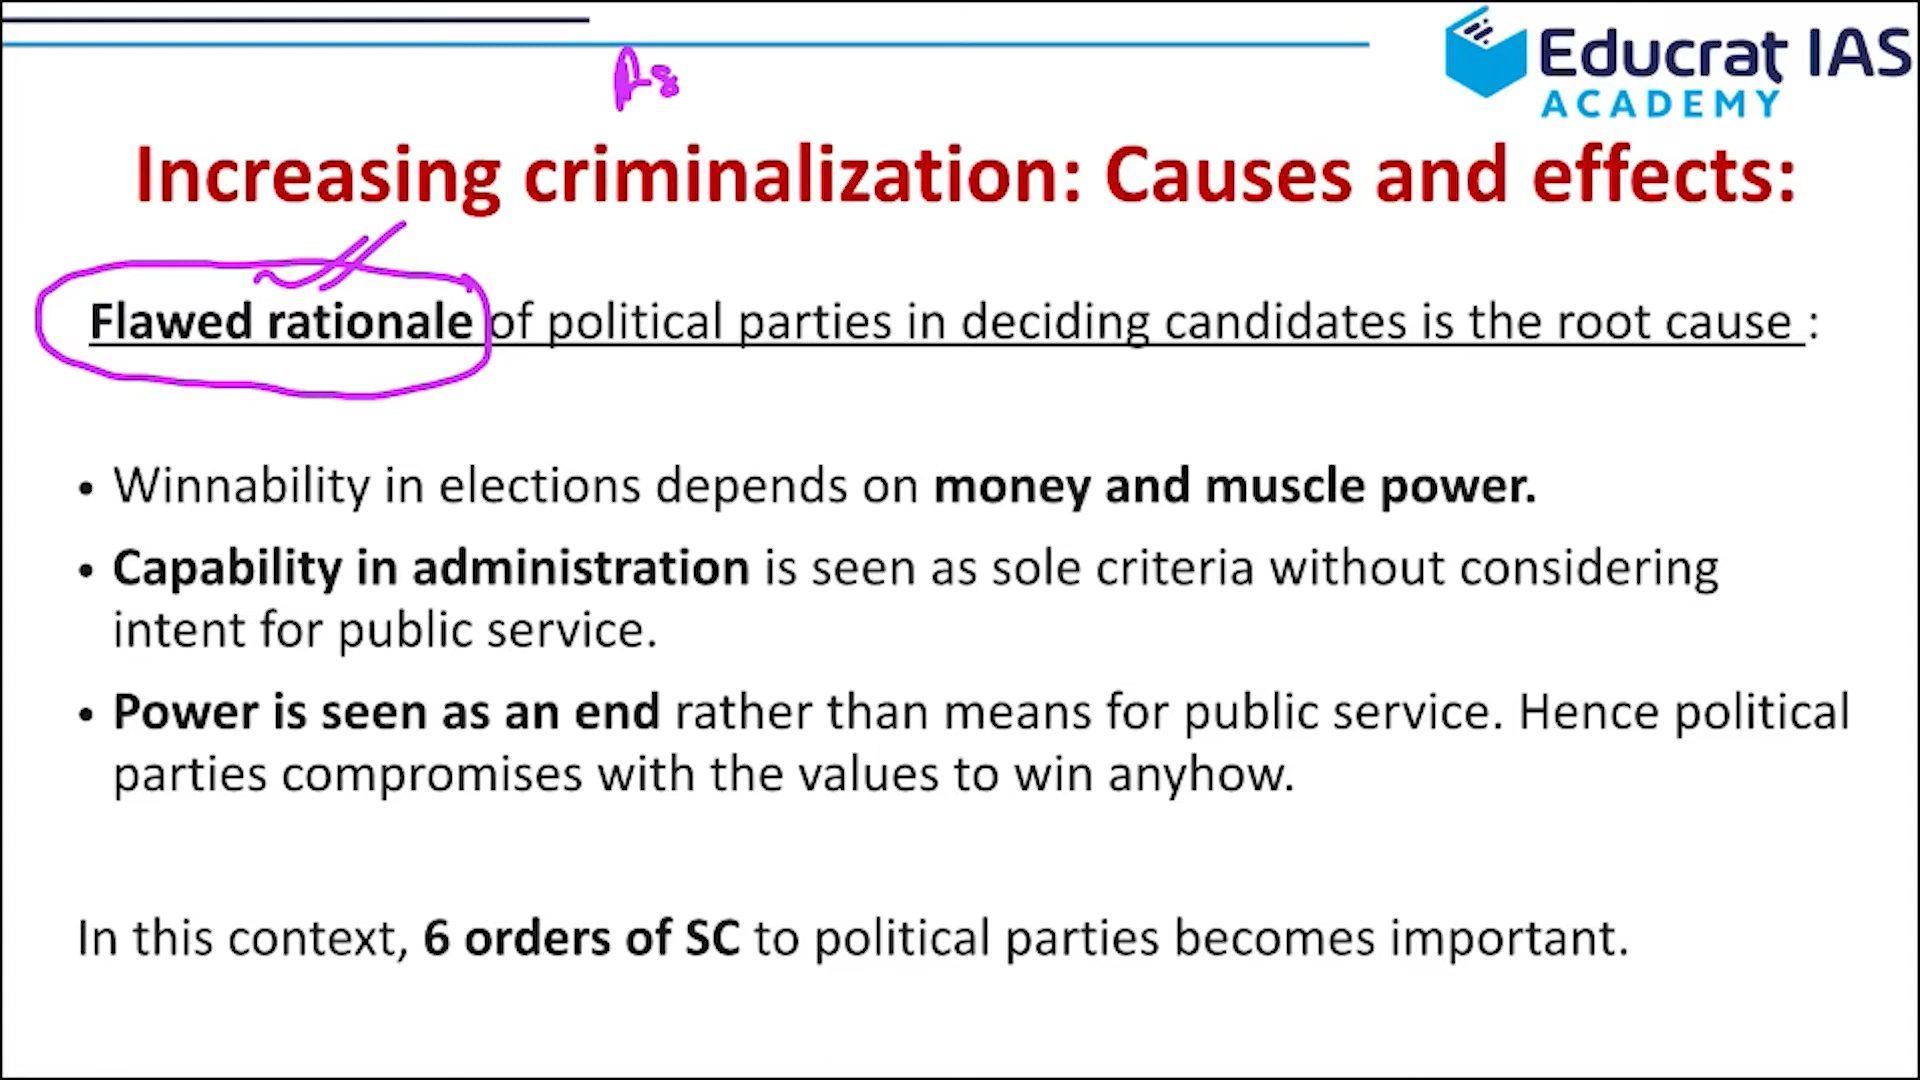 Educrat IAS
ACADEMY
Increasing criminalization: Causes and effects:
Flawed rationale of political parties in deciding candidates is the root cause :
• Winnability in elections depends on money and muscle power.
• Capability in administration is seen as sole criteria without considering
intent for public service.
• Power is seen as an end rather than means for public service. Hence political
parties compromises with the values to win anyhow.
In this context, 6 orders of SC to political parties becomes important.